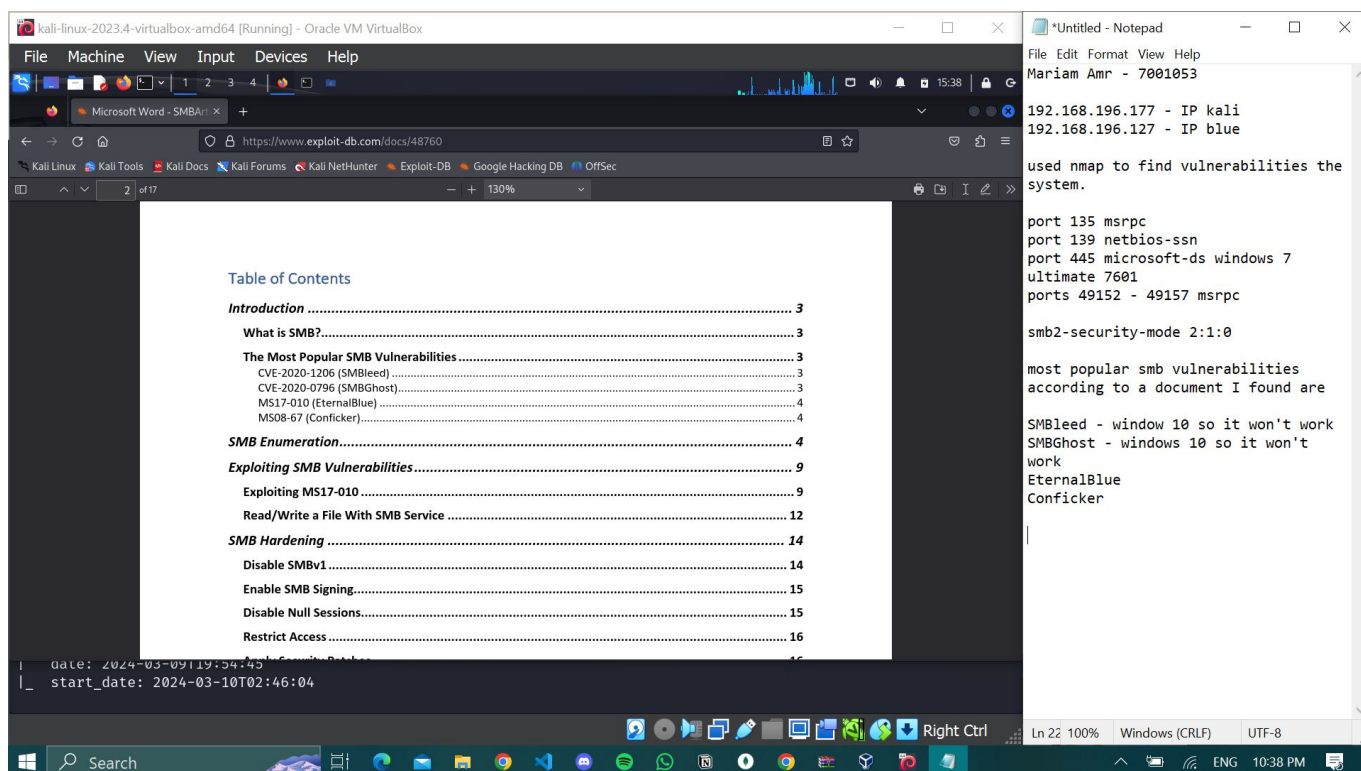 kali-linux-2023.4-virtualbox-amd64 [Running] - Oracle VM VirtualBox
File Machine View Input Devices Help
1 2 3 4 15:38
Microsoft Word - SMBArt
https://www.exploit-db.com/docs/48760
Kali Linux Kali Tools Kali Docs Kali Forums Kali NetHunter Exploit-DB Google Hacking DB OffSec
2 of 17 130%
Table of Contents
Introduction 3
What is SMB? 3
The Most Popular SMB Vulnerabilities 3
CVE-2020-1206 (SMBleed) 3
CVE-2020-0796 (SMBGhost) 3
MS17-010 (EternalBlue) 4
MS08-67 (Conficker) 4
SMB Enumeration 4
Exploiting SMB Vulnerabilities 9
Exploiting MS17-010 9
Read/Write a File With SMB Service 12
SMB Hardening 14
Disable SMBv1 14
Enable SMB Signing 15
Disable Null Sessions 15
Restrict Access 16
| date: 2024-03-09T19:54:45
|_ start_date: 2024-03-10T02:46:04
Right Ctrl
*Untitled - Notepad
File Edit Format View Help
Mariam Amr - 7001053
192.168.196.177 - IP kali
192.168.196.127 - IP blue
used nmap to find vulnerabilities the
system.
port 135 msrpc
port 139 netbios-ssn
port 445 microsoft-ds windows 7
ultimate 7601
ports 49152 - 49157 msrpc
smb2-security-mode 2:1:0
most popular smb vulnerabilities
according to a document I found are
SMBleed - window 10 so it won't work
SMBGhost - windows 10 so it won't
work
EternalBlue
Conficker
Ln 22 100% Windows (CRLF) UTF-8
Search
ENG 10:38 PM